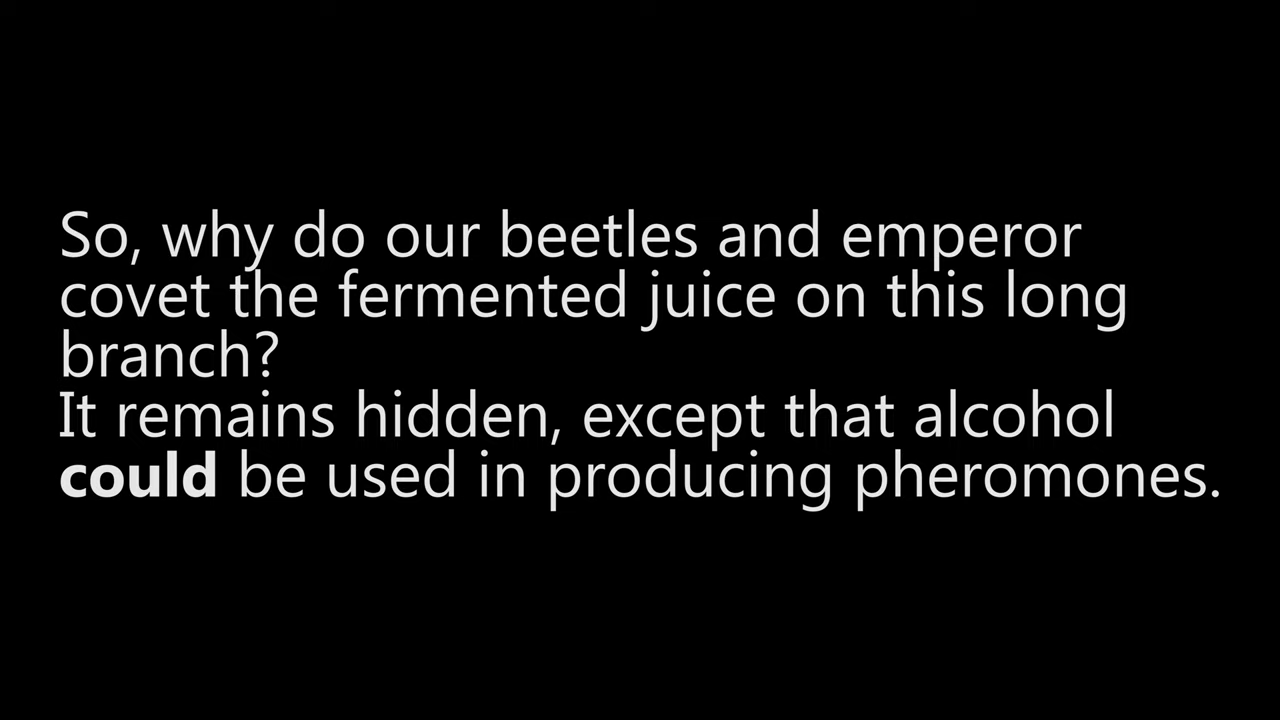 So, why do our beetles and emperor
covet the fermented juice on this long
branch?
It remains hidden, except that alcohol
could be used in producing pheromones.